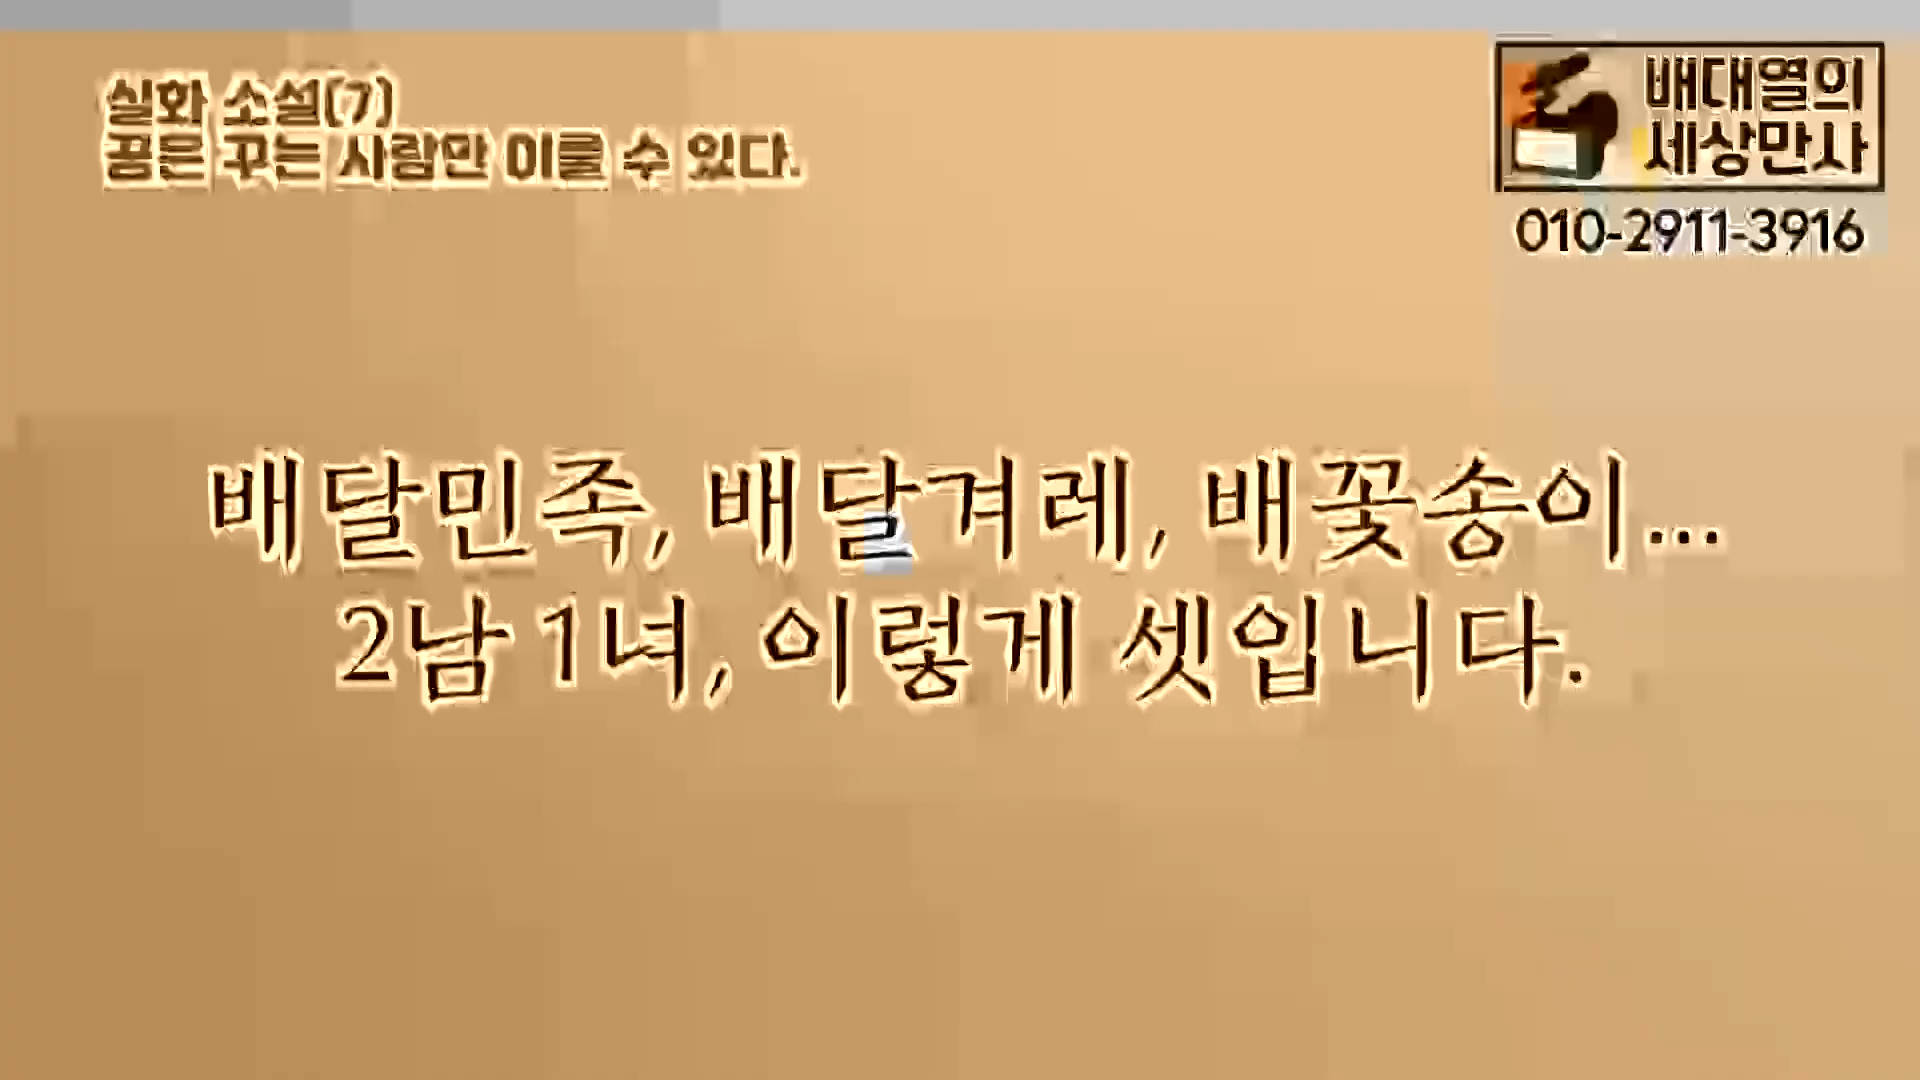 실화 소설(7)
꿈은 꾸는 사람만 이룰 수 있다.
배대열의
세상만사
010-2911-3916
배달민족, 배달겨레, 배꽃송이...
2남 1녀, 이렇게 셋입니다.